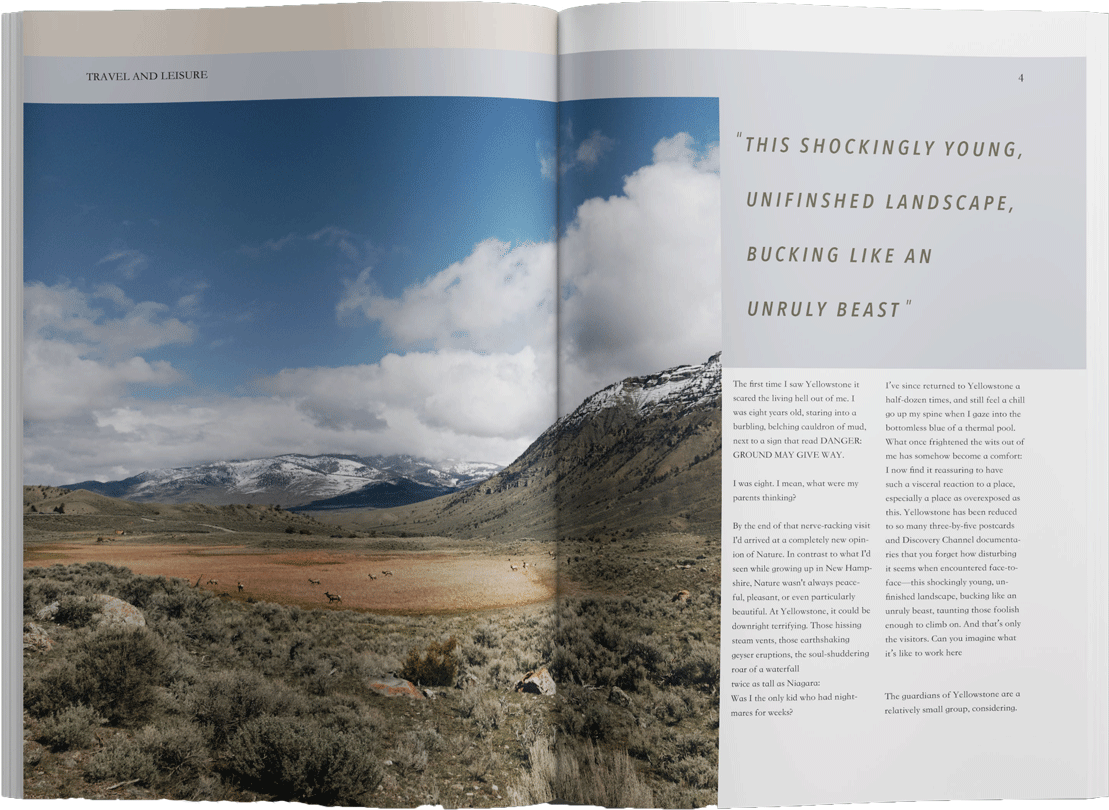 TRAVEL AND LEISURE
4
"THIS SHOCKINGLY YOUNG,
UNIFINSHED LANDSCAPE,
BUCKING LIKE AN
UNRULY BEAST"
The first time I saw Yellowstone it
scared the living hell out of me. I
was eight years old, staring into a
burbling, belching cauldron of mud,
next to a sign that read DANGER:
GROUND MAY GIVE WAY.
I was eight. I mean, what were my
parents thinking?
By the end of that nerve-racking visit
I'd arrived at a completely new opin-
ion of Nature. In contrast to what I'd
seen while growing up in New Hamp-
shire, Nature wasn't always peace-
ful, pleasant, or even particularly
beautiful. At Yellowstone, it could be
downright terrifying. Those hissing
steam vents, those earthshaking
geyser eruptions, the soul-shuddering
roar of a waterfall
twice as tall as Niagara:
Was I the only kid who had night-
mares for weeks?
I've since returned to Yellowstone a
half-dozen times, and still feel a chill
go up my spine when I gaze into the
bottomless blue of a thermal pool.
What once frightened the wits out of
me has somehow become a comfort:
I now find it reassuring to have
such a visceral reaction to a place,
especially a place as overexposed as
this. Yellowstone has been reduced
to so many three-by-five postcards
and Discovery Channel documenta-
ries that you forget how disturbing
it seems when encountered face-to-
face—this shockingly young, un-
finished landscape, bucking like an
unruly beast, taunting those foolish
enough to climb on. And that's only
the visitors. Can you imagine what
it's like to work here
The guardians of Yellowstone are a
relatively small group, considering.